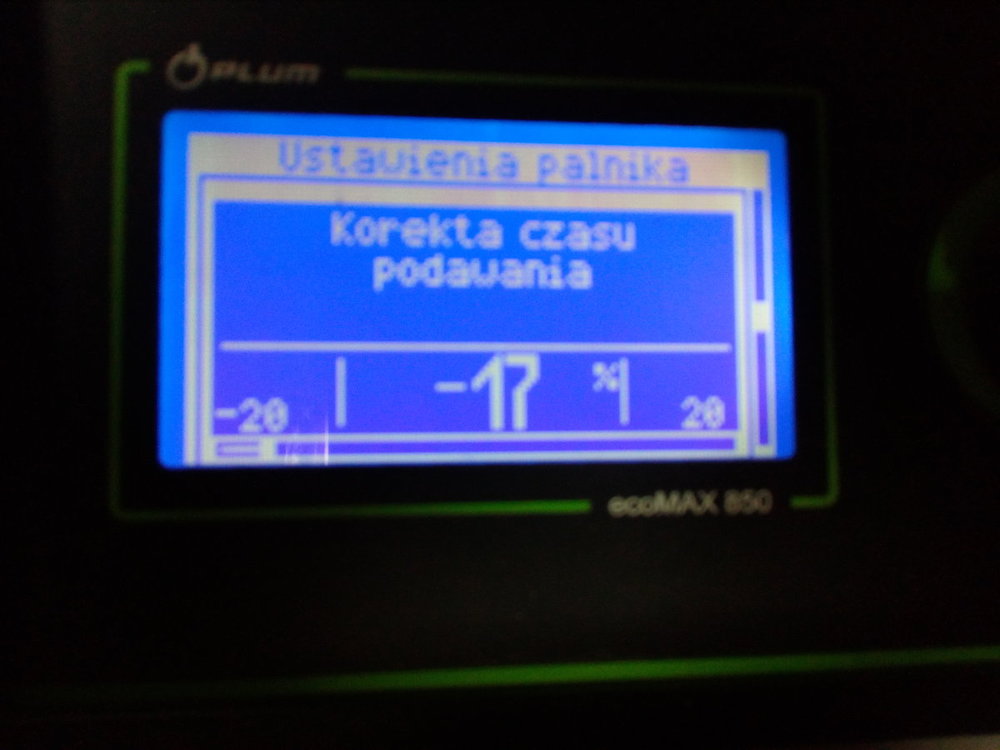 PLUM
Ustawienia palnika
Korekta czasu
podawania
-20 -17 % 20
ecoMAX 850